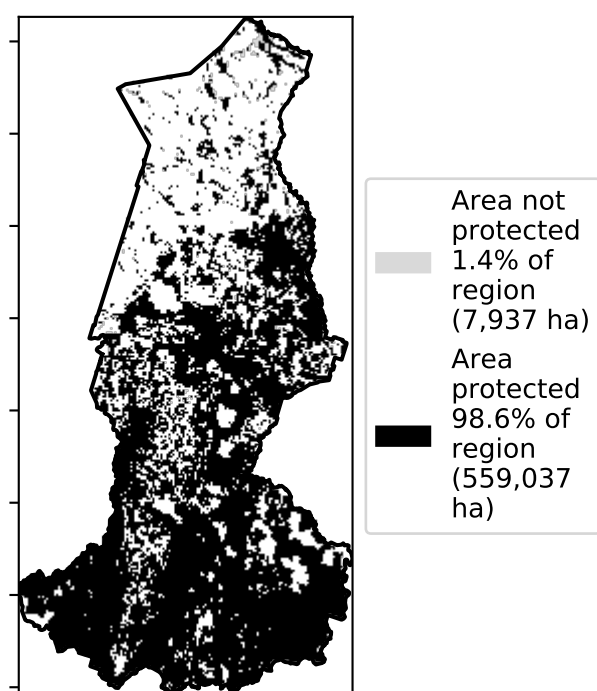 Area not
protected
1.4% of
region
(7,937 ha)
Area
protected
98.6% of
region
(559,037
ha)